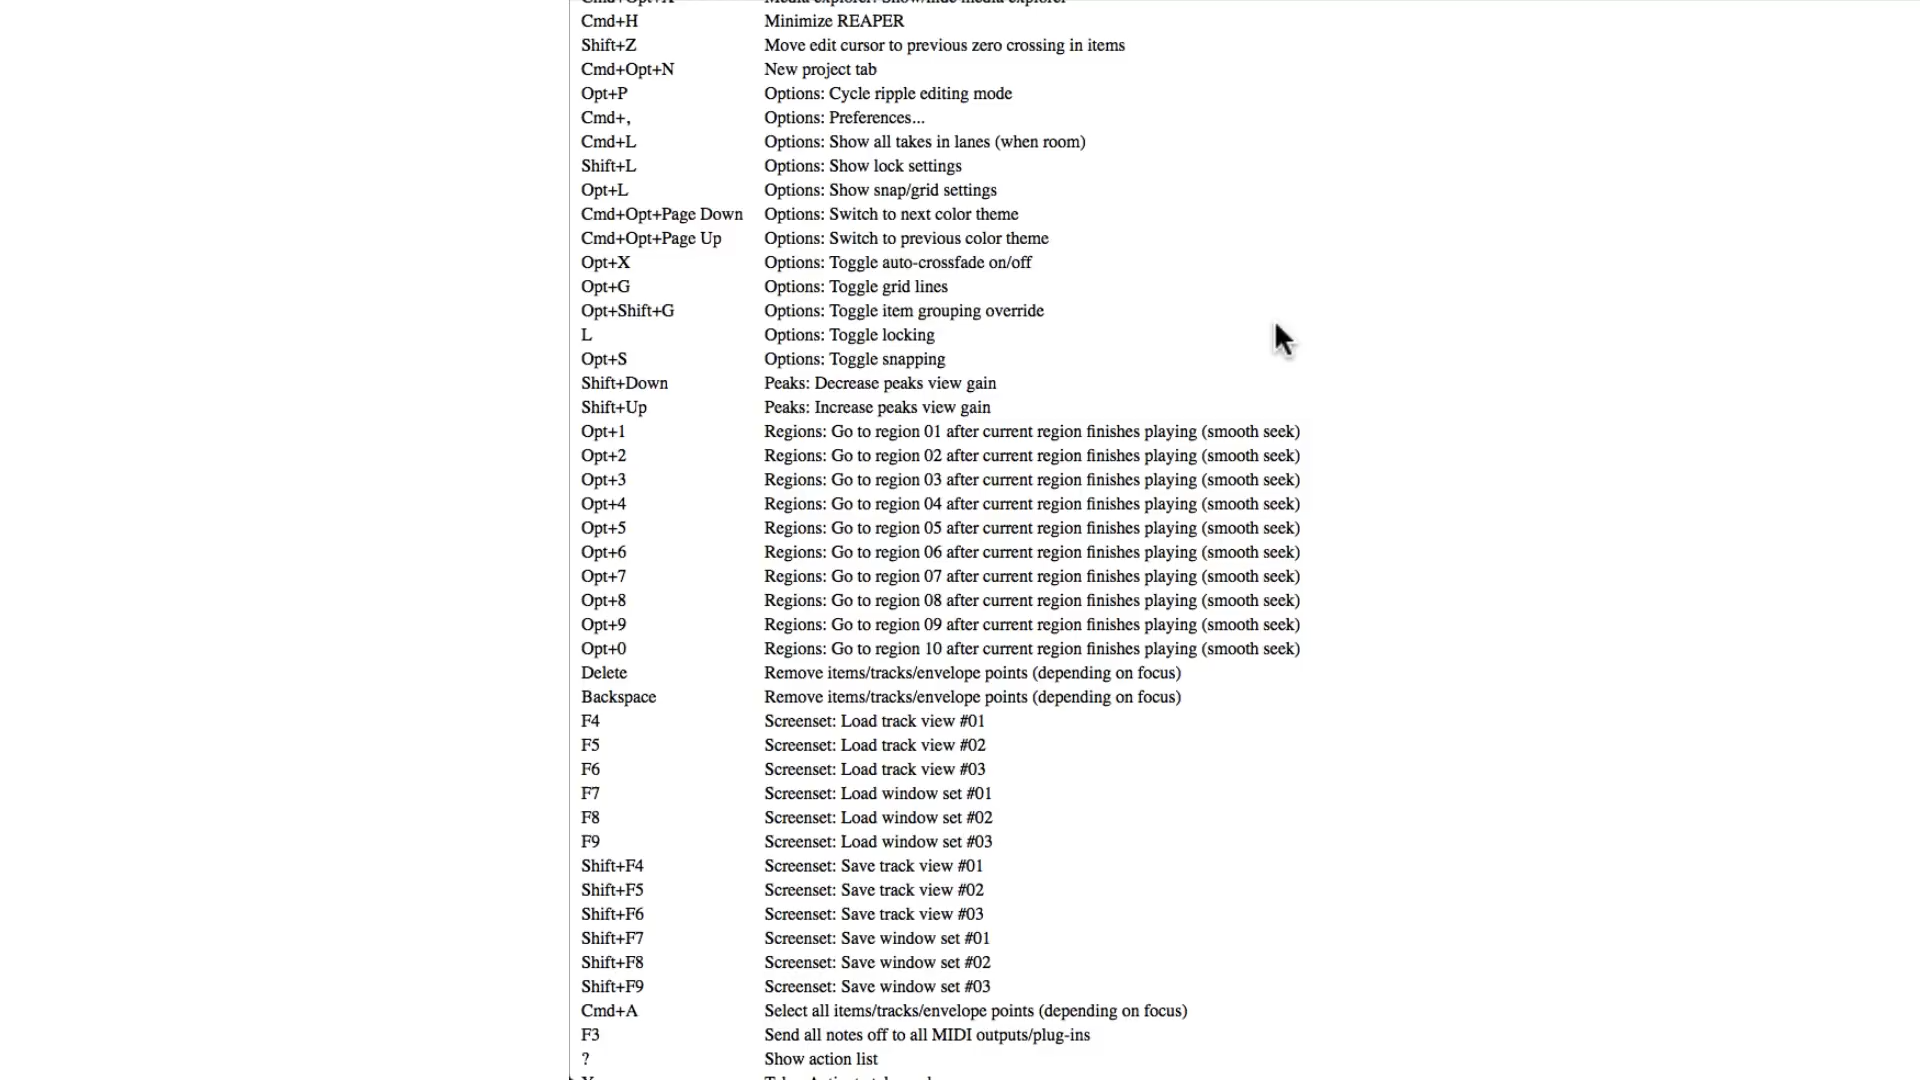 Cmd+H Minimize REAPER
Shift+Z Move edit cursor to previous zero crossing in items
Cmd+Opt+N New project tab
Opt+P Options: Cycle ripple editing mode
Cmd+, Options: Preferences...
Cmd+L Options: Show all takes in lanes (when room)
Shift+L Options: Show lock settings
Opt+L Options: Show snap/grid settings
Cmd+Opt+Page Down Options: Switch to next color theme
Cmd+Opt+Page Up Options: Switch to previous color theme
Opt+X Options: Toggle auto-crossfade on/off
Opt+G Options: Toggle grid lines
Opt+Shift+G Options: Toggle item grouping override
L Options: Toggle locking
Opt+S Options: Toggle snapping
Shift+Down Peaks: Decrease peaks view gain
Shift+Up Peaks: Increase peaks view gain
Opt+1 Regions: Go to region 01 after current region finishes playing (smooth seek)
Opt+2 Regions: Go to region 02 after current region finishes playing (smooth seek)
Opt+3 Regions: Go to region 03 after current region finishes playing (smooth seek)
Opt+4 Regions: Go to region 04 after current region finishes playing (smooth seek)
Opt+5 Regions: Go to region 05 after current region finishes playing (smooth seek)
Opt+6 Regions: Go to region 06 after current region finishes playing (smooth seek)
Opt+7 Regions: Go to region 07 after current region finishes playing (smooth seek)
Opt+8 Regions: Go to region 08 after current region finishes playing (smooth seek)
Opt+9 Regions: Go to region 09 after current region finishes playing (smooth seek)
Opt+0 Regions: Go to region 10 after current region finishes playing (smooth seek)
Delete Remove items/tracks/envelope points (depending on focus)
Backspace Remove items/tracks/envelope points (depending on focus)
F4 Screenset: Load track view #01
F5 Screenset: Load track view #02
F6 Screenset: Load track view #03
F7 Screenset: Load window set #01
F8 Screenset: Load window set #02
F9 Screenset: Load window set #03
Shift+F4 Screenset: Save track view #01
Shift+F5 Screenset: Save track view #02
Shift+F6 Screenset: Save track view #03
Shift+F7 Screenset: Save window set #01
Shift+F8 Screenset: Save window set #02
Shift+F9 Screenset: Save window set #03
Cmd+A Select all items/tracks/envelope points (depending on focus)
F3 Send all notes off to all MIDI outputs/plug-ins
? Show action list